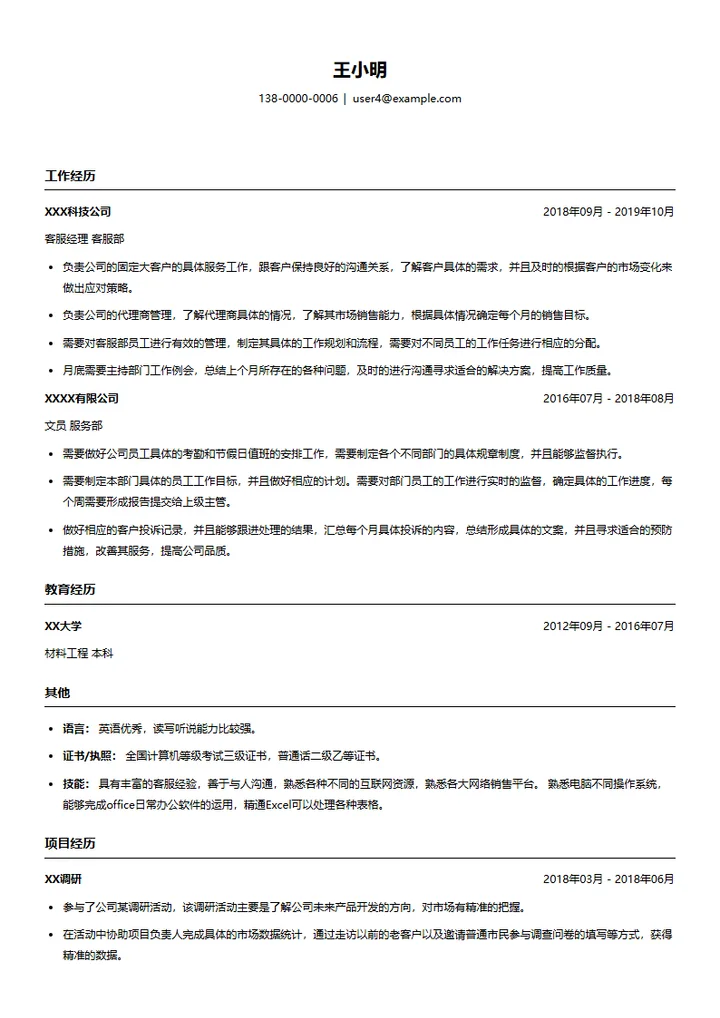 王小明
138-0000-0006 | user4@example.com
工作经历
XXX科技公司 2018年09月 - 2019年10月
客服经理 客服部
• 负责公司的固定大客户的具体服务工作，跟客户保持良好的沟通关系，了解客户具体的需求，并且及时的根据客户的市场变化来
做出应对策略。
• 负责公司的代理商管理，了解代理商具体的情况，了解其市场销售能力，根据具体情况确定每个月的销售目标。
• 需要对客服部员工进行有效的管理，制定其具体的工作规划和流程，需要对不同员工的工作任务进行相应的分配。
• 月底需要主持部门工作例会，总结上个月所存在的各种问题，及时的进行沟通寻求适合的解决方案，提高工作质量。
XXXX有限公司 2016年07月 - 2018年08月
文员 服务部
• 需要做好公司员工具体的考勤和节假日值班的安排工作，需要制定各个不同部门的具体规章制度，并且能够监督执行。
• 需要制定本部门具体的员工工作目标，并且做好相应的计划。需要对部门员工的工作进行实时的监督，确定具体的工作进度，每
个周需要形成报告提交给上级主管。
• 做好相应的客户投诉记录，并且能够跟进处理的结果，汇总每个月具体投诉的内容，总结形成具体的文案，并且寻求适合的预防
措施，改善其服务，提高公司品质。
教育经历
XX大学 2012年09月 - 2016年07月
材料工程 本科
其他
• 语言： 英语优秀，读写听说能力比较强。
• 证书/执照： 全国计算机等级考试三级证书，普通话二级乙等证书。
• 技能： 具有丰富的客服经验，善于与人沟通，熟悉各种不同的互联网资源，熟悉各大网络销售平台。 熟悉电脑不同操作系统，
能够完成office日常办公软件的运用，精通Excel可以处理各种表格。
项目经历
XX调研 2018年03月 - 2018年06月
• 参与了公司某调研活动，该调研活动主要是了解公司未来产品开发的方向，对市场有精准的把握。
• 在活动中协助项目负责人完成具体的市场数据统计，通过走访以前的老客户以及邀请普通市民参与调查问卷的填写等方式，获得
精准的数据。